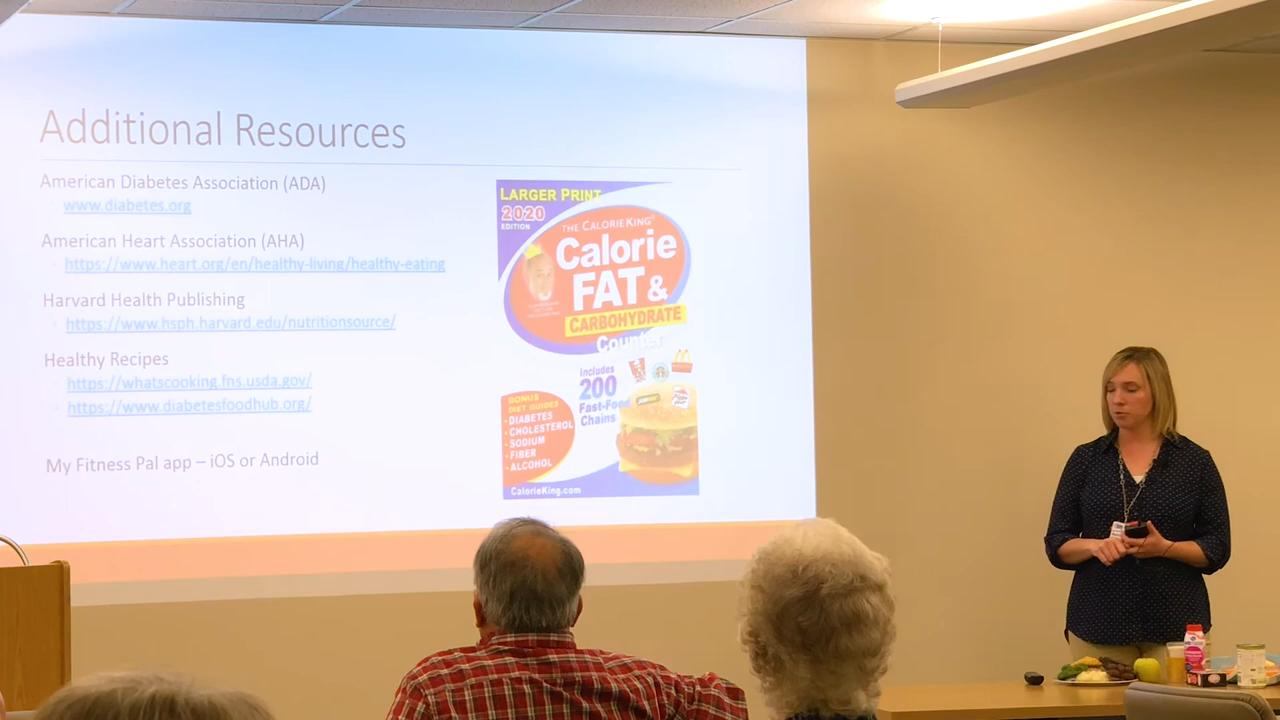 Additional Resources
American Diabetes Association (ADA)
www.diabetes.org
American Heart Association (AHA)
https://www.heart.org/en/healthy-living/healthy-eating
Harvard Health Publishing
https://www.hsph.harvard.edu/nutritionsource/
Healthy Recipes
https://whatscooking.fns.usda.gov/
https://www.diabetesfoodhub.org/
My Fitness Pal app – iOS or Android
LARGER PRINT
2020
EDITION
THE CALORIEKING®
Calorie
FAT &
CARBOHYDRATE
Counter
Includes
200
Fast-Food
Chains
BONUS
DIET GUIDES
• DIABETES
• CHOLESTEROL
• SODIUM
• FIBER
• ALCOHOL
CalorieKing.com